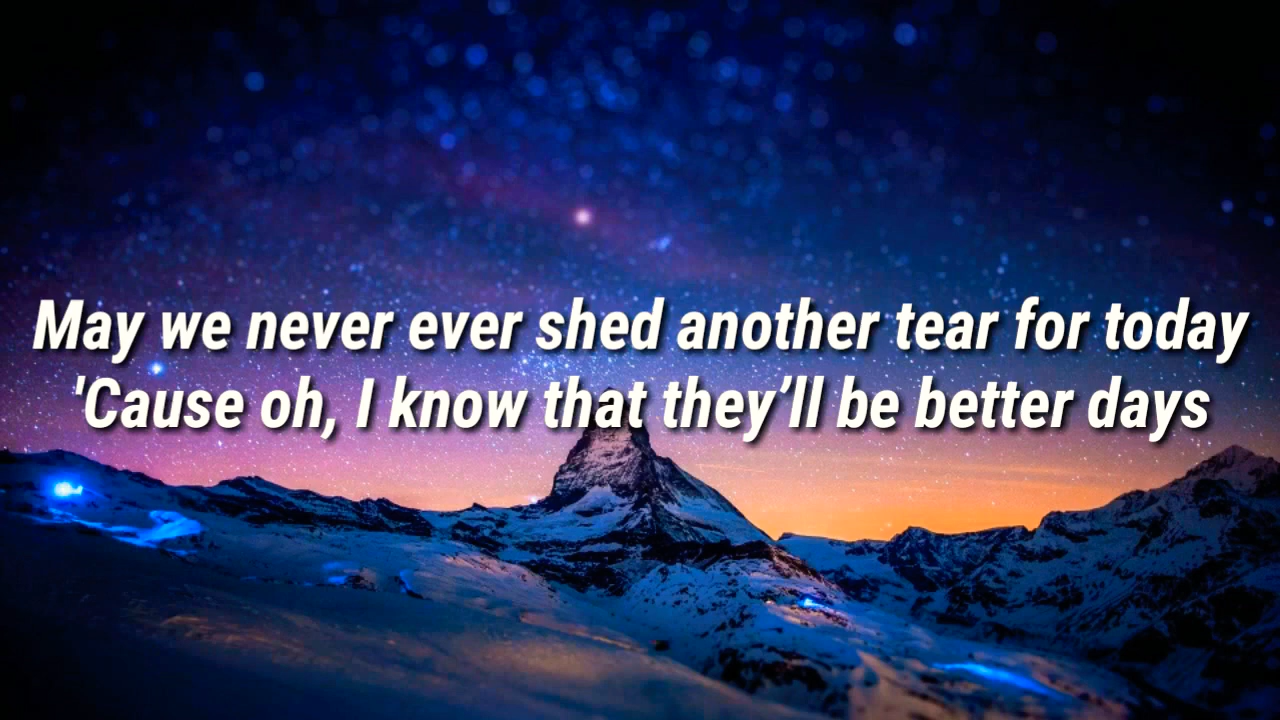 May we never ever shed another tear for today
'Cause oh, I know that they’ll be better days